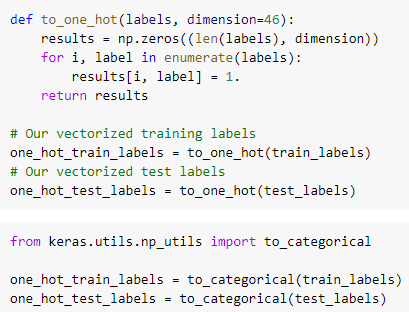 def to_one_hot(labels, dimension=46):
    results = np.zeros((len(labels), dimension))
    for i, label in enumerate(labels):
        results[i, label] = 1.
    return results
# Our vectorized training labels
one_hot_train_labels = to_one_hot(train_labels)
# Our vectorized test labels
one_hot_test_labels = to_one_hot(test_labels)
from keras.utils.np_utils import to_categorical
one_hot_train_labels = to_categorical(train_labels)
one_hot_test_labels = to_categorical(test_labels)